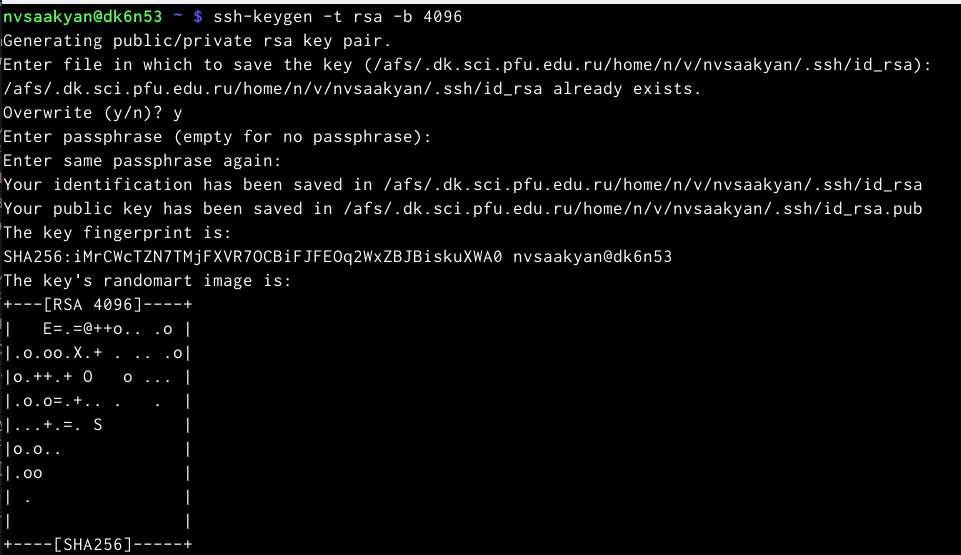 nvsaakyan@dk6n53 ~ $ ssh-keygen -t rsa -b 4096
Generating public/private rsa key pair.
Enter file in which to save the key (/afs/.dk.sci.pfu.edu.ru/home/n/v/nvsaakyan/.ssh/id_rsa):
/afs/.dk.sci.pfu.edu.ru/home/n/v/nvsaakyan/.ssh/id_rsa already exists.
Overwrite (y/n)? y
Enter passphrase (empty for no passphrase):
Enter same passphrase again:
Your identification has been saved in /afs/.dk.sci.pfu.edu.ru/home/n/v/nvsaakyan/.ssh/id_rsa
Your public key has been saved in /afs/.dk.sci.pfu.edu.ru/home/n/v/nvsaakyan/.ssh/id_rsa.pub
The key fingerprint is:
SHA256:iMrCWcTZN7TMjFXVR7OCBiFJFEOq2WxZBJBiskuXWA0 nvsaakyan@dk6n53
The key's randomart image is:
+---[RSA 4096]----+
|   E=.=@++o.. .o |
|.o.oo.X.+ . .. .o|
|o.++.+ O   o ... |
|.o.o=.+.. .   .  |
|...+.=. S        |
|o.o..            |
|.oo              |
| .               |
|                 |
+----[SHA256]-----+